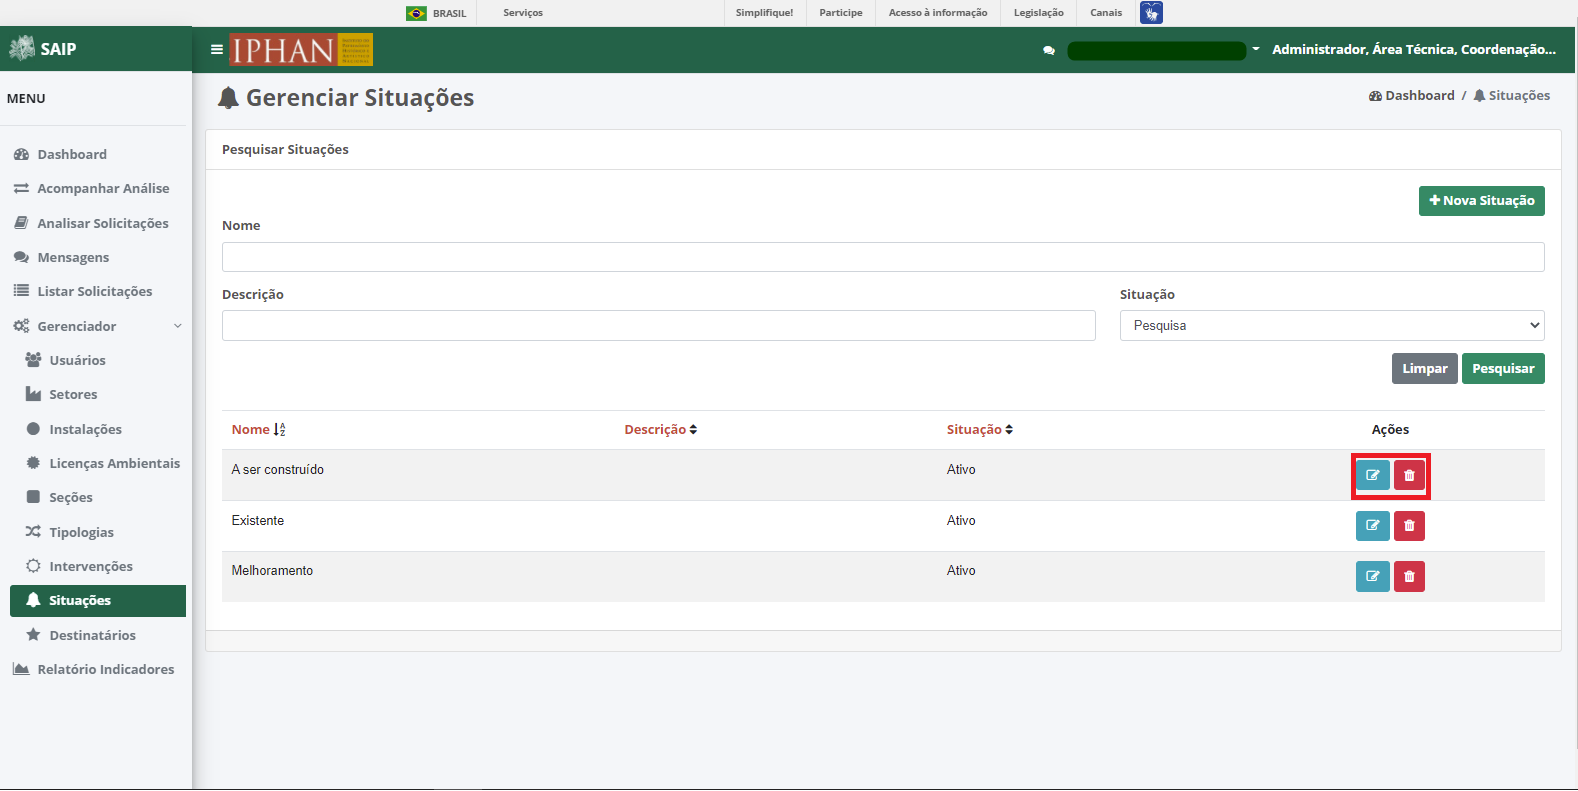 BRASIL Serviços Simplifique! Participe Acesso à informação Legislação Canais
SAIP
IPHAN
Administrador, Área Técnica, Coordenação...
MENU
Dashboard
Acompanhar Análise
Analisar Solicitações
Mensagens
Listar Solicitações
Gerenciador
Usuários
Setores
Instalações
Licenças Ambientais
Seções
Tipologias
Intervenções
Situações
Destinatários
Relatório Indicadores
Gerenciar Situações
Dashboard / Situações
Pesquisar Situações
+ Nova Situação
Nome
Descrição Situação
Pesquisa
Limpar Pesquisar
Nome Descrição Situação Ações
A ser construído Ativo
Existente Ativo
Melhoramento Ativo